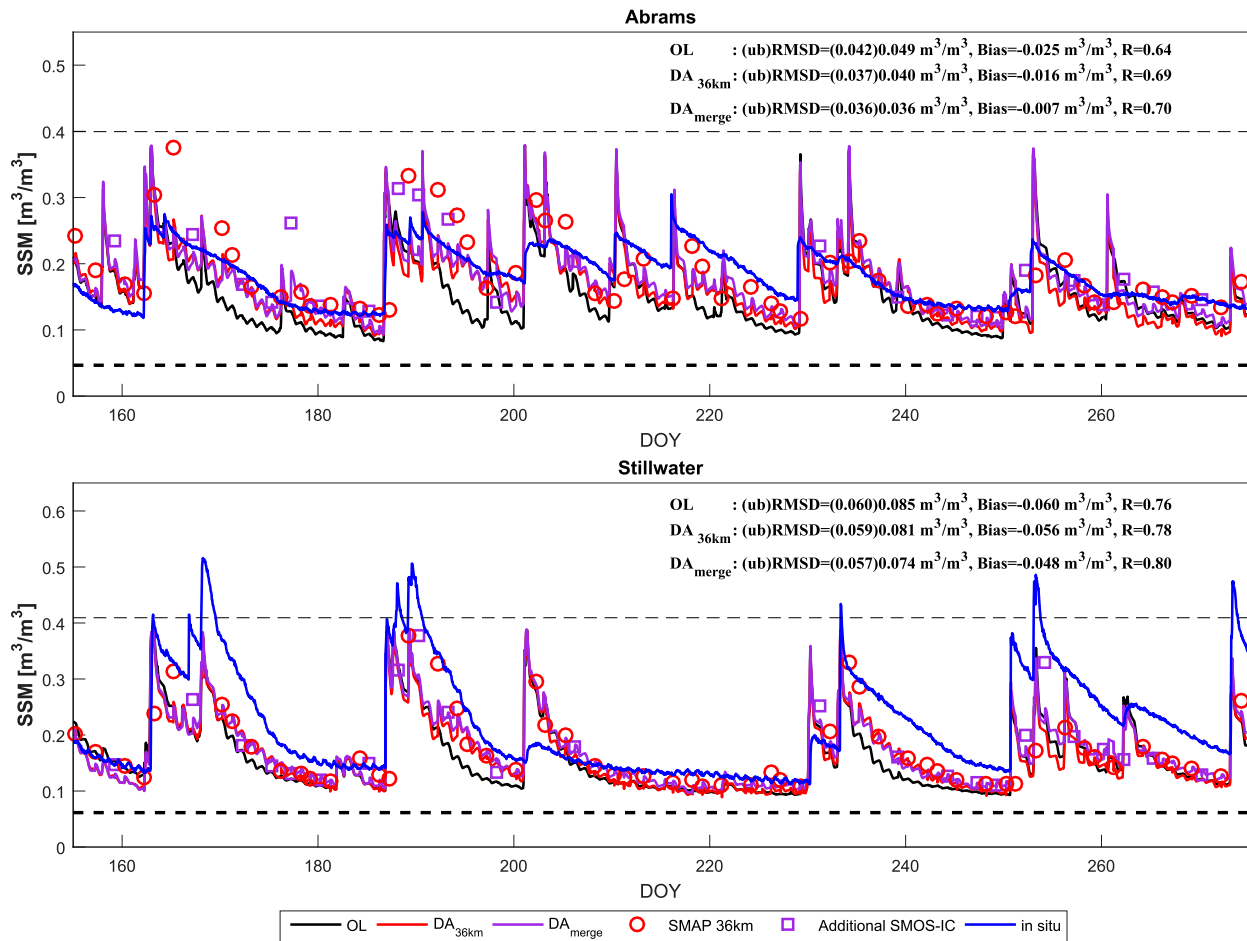 Abrams
OL : (ub)RMSD=(0.042)0.049 m³/m³, Bias=-0.025 m³/m³, R=0.64
DA 36km : (ub)RMSD=(0.037)0.040 m³/m³, Bias=-0.016 m³/m³, R=0.69
DA merge : (ub)RMSD=(0.036)0.036 m³/m³, Bias=-0.007 m³/m³, R=0.70
SSM [m³/m³]
0.5
0.4
0.3
0.2
0.1
0
160 180 200 220 240 260
DOY
Stillwater
OL : (ub)RMSD=(0.060)0.085 m³/m³, Bias=-0.060 m³/m³, R=0.76
DA 36km : (ub)RMSD=(0.059)0.081 m³/m³, Bias=-0.056 m³/m³, R=0.78
DA merge : (ub)RMSD=(0.057)0.074 m³/m³, Bias=-0.048 m³/m³, R=0.80
SSM [m³/m³]
0.6
0.5
0.4
0.3
0.2
0.1
0
160 180 200 220 240 260
DOY
OL DA36km DAmerge SMAP 36km Additional SMOS-IC in situ